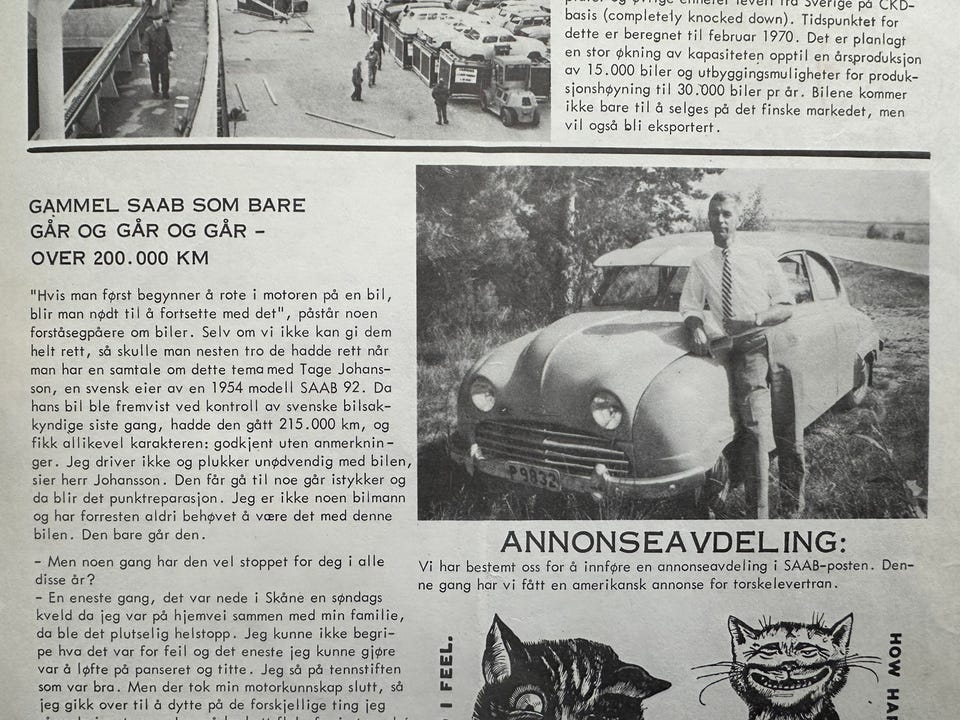 på CKD-
basis (completely knocked down). Tidspunktet for
dette er beregnet til februar 1970. Det er planlagt
en stor økning av kapasiteten opptil en årsproduksjon
av 15.000 biler og utbyggingsmuligheter for produk-
sjonshøyning til 30.000 biler pr år. Bilene kommer
ikke bare til å selges på det finske markedet, men
vil også bli eksportert.
GAMMEL SAAB SOM BARE
GÅR OG GÅR OG GÅR –
OVER 200.000 KM
"Hvis man først begynner å rote i motoren på en bil,
blir man nødt til å fortsette med det", påstår noen
forståsegpåere om biler. Selv om vi ikke kan gi dem
helt rett, så skulle man nesten tro de hadde rett når
man har en samtale om dette tema med Tage Johans-
son, en svensk eier av en 1954 modell SAAB 92. Da
hans bil ble fremvist ved kontroll av svenske bilsak-
kyndige siste gang, hadde den gått 215.000 km, og
fikk allikevel karakteren: godkjent uten anmerknin-
ger. Jeg driver ikke og plukker unødvendig med bilen,
sier herr Johansson. Den får gå til noe går istykker og
da blir det punktreparasjon. Jeg er ikke noen bilmann
og har forresten aldri behøvet å være det med denne
bilen. Den bare går den.
– Men noen gang har den vel stoppet for deg i alle
disse år?
– En eneste gang, det var nede i Skåne en søndags
kveld da jeg var på hjemvei sammen med min familie,
da ble det plutselig helstopp. Jeg kunne ikke begri-
pe hva det var for feil og det eneste jeg kunne gjøre
var å løfte på panseret og titte. Jeg så på tennstiften
som var bra. Men der tok min motorkunnskap slutt, så
jeg gikk over til å dytte på de forskjellige ting jeg
P 9832
ANNONSEAVDELING:
Vi har bestemt oss for å innføre en annonseavdeling i SAAB-posten. Den-
ne gang har vi fått en amerikansk annonse for torskelevertran.
I FEEL.
HOW HA